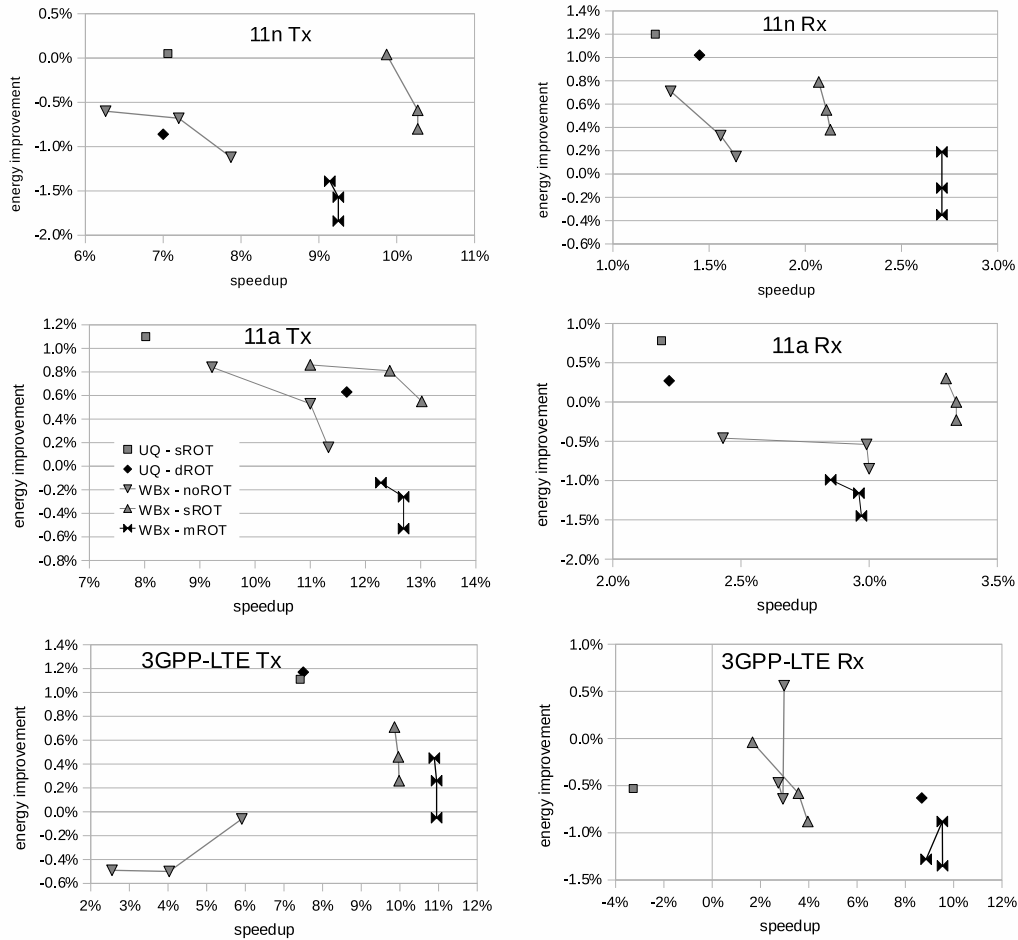 11n Tx
energy improvement
0.5%
0.0%
-0.5%
-1.0%
-1.5%
-2.0%
6% 7% 8% 9% 10% 11%
speedup
11n Rx
energy improvement
1.4%
1.2%
1.0%
0.8%
0.6%
0.4%
0.2%
0.0%
-0.2%
-0.4%
-0.6%
1.0% 1.5% 2.0% 2.5% 3.0%
speedup
11a Tx
energy improvement
1.2%
1.0%
0.8%
0.6%
0.4%
0.2%
0.0%
-0.2%
-0.4%
-0.6%
-0.8%
UQ - sROT
UQ - dROT
WBx - noROT
WBx - sROT
WBx - mROT
7% 8% 9% 10% 11% 12% 13% 14%
speedup
11a Rx
energy improvement
1.0%
0.5%
0.0%
-0.5%
-1.0%
-1.5%
-2.0%
2.0% 2.5% 3.0% 3.5%
speedup
3GPP-LTE Tx
energy improvement
1.4%
1.2%
1.0%
0.8%
0.6%
0.4%
0.2%
0.0%
-0.2%
-0.4%
-0.6%
2% 3% 4% 5% 6% 7% 8% 9% 10% 11% 12%
speedup
3GPP-LTE Rx
energy improvement
1.0%
0.5%
0.0%
-0.5%
-1.0%
-1.5%
-4% -2% 0% 2% 4% 6% 8% 10% 12%
speedup